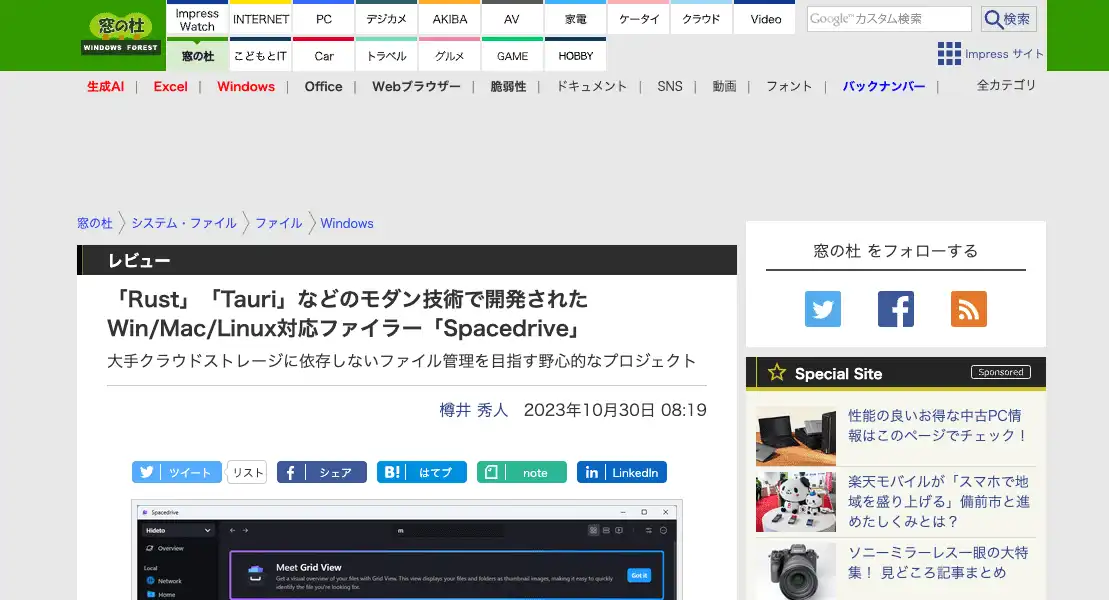 窓の杜
WINDOWS FOREST
Impress Watch
INTERNET
PC
デジカメ
AKIBA
AV
家電
ケータイ
クラウド
Video
Google カスタム検索
検索
窓の杜
こどもとIT
Car
トラベル
グルメ
GAME
HOBBY
Impress サイト
生成AI | Excel | Windows | Office | Webブラウザー | 脆弱性 | ドキュメント | SNS | 動画 | フォント | バックナンバー | 全カテゴリ
窓の杜 システム・ファイル ファイル Windows
レビュー
「Rust」「Tauri」などのモダン技術で開発された
Win/Mac/Linux対応ファイラー「Spacedrive」
大手クラウドストレージに依存しないファイル管理を目指す野心的なプロジェクト
樽井 秀人 2023年10月30日 08:19
ツイート
リスト
シェア
B! はてブ
note
in LinkedIn
Spacedrive
Hideto
Overview
Local
Network
Home
Meet Grid View
Get a visual overview of your files with Grid View. This view displays your files and folders as thumbnail images, making it easy to quickly
identify the file you're looking for.
Got it
窓の杜 をフォローする
Special Site
Sponsored
性能の良いお得な中古PC情
報はこのページでチェック！
楽天モバイルが「スマホで地
域を盛り上げる」備前市と進
めたしくみとは？
ソニーミラーレス一眼の大特
集！ 見どころ記事まとめ